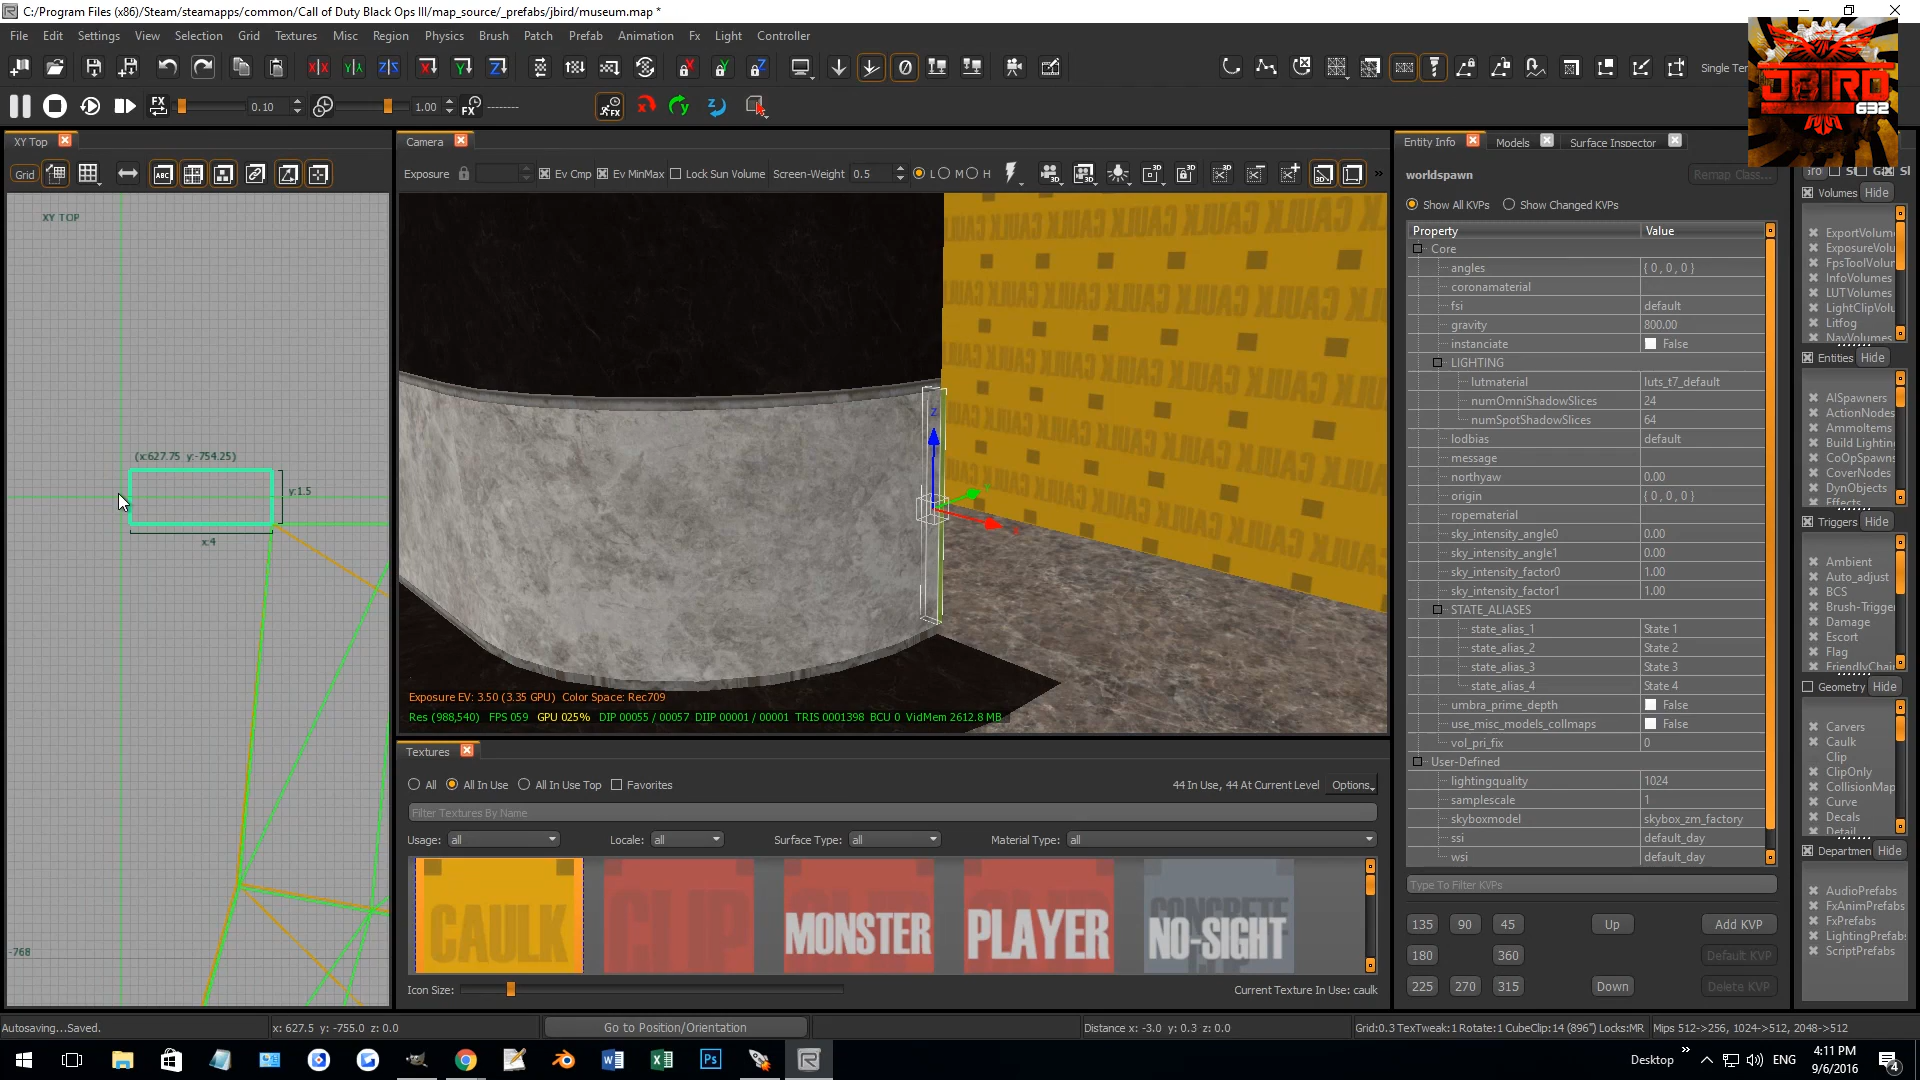 C:/Program Files (x86)/Steam/steamapps/common/Call of Duty Black Ops III/map_source/_prefabs/jbird/museum.map *
File Edit Settings View Selection Grid Textures Misc Region Physics Brush Patch Prefab Animation Fx Light Controller
Single Ter
JBIRD
632
FX 0.10 1.00 FX --------
XY Top
Camera
Entity Info Models Surface Inspector
Grid
Exposure Ev Cmp Ev MinMax Lock Sun Volume Screen-Weight 0.5 L M H
worldspawn
Remap Class...
Show All KVPs Show Changed KVPs
XY TOP
(x:627.75 y:-754.25)
y:1.5
x:4
-768
Z
Exposure EV: 3.50 (3.35 GPU) Color Space: Rec709
Res (988,540) FPS 059 GPU 025% DIP 00055 / 00057 DIIP 00001 / 00001 TRIS 0001398 BCU 0 VidMem 2612.8 MB
Property Value
Core
angles { 0 , 0 , 0 }
coronamaterial
fsi default
gravity 800.00
instanciate False
LIGHTING
lutmaterial luts_t7_default
numOmniShadowSlices 24
numSpotShadowSlices 64
lodbias default
message
northyaw 0.00
origin { 0 , 0 , 0 }
ropematerial
sky_intensity_angle0 0.00
sky_intensity_angle1 0.00
sky_intensity_factor0 1.00
sky_intensity_factor1 1.00
STATE_ALIASES
state_alias_1 State 1
state_alias_2 State 2
state_alias_3 State 3
state_alias_4 State 4
umbra_prime_depth False
use_misc_models_collmaps False
vol_pri_fix 0
User-Defined
lightingquality 1024
samplescale 1
skyboxmodel skybox_zm_factory
ssi default_day
wsi default_day
Type To Filter KVPs
135 90 45 Up Add KVP
180 360 Default KVP
225 270 315 Down Delete KVP
Volumes Hide
ExportVolum
ExposureVolu
FpsToolVolur
InfoVolumes
LUTVolumes
LightClipVolu
Litfog
NavVolumes
Entities Hide
AISpawners
ActionNodes
AmmoItems
Build Lightin
CoOpSpawns
CoverNodes
DynObjects
Effects
Triggers Hide
Ambient
Auto_adjust
BCS
Brush-Trigge
Damage
Escort
Flag
FriendlyChai
Geometry Hide
Carvers
Caulk
Clip
ClipOnly
CollisionMap
Curve
Decals
Detail
Departmen Hide
AudioPrefabs
FxAnimPrefabs
FxPrefabs
LightingPrefab
ScriptPrefabs
Textures
All All In Use All In Use Top Favorites 44 In Use, 44 At Current Level Options
Filter Textures By Name
Usage: all Locale: all Surface Type: all Material Type: all
CAULK CLIP MONSTER PLAYER CONCRETE NO-SIGHT
Icon Size: Current Texture In Use: caulk
Autosaving...Saved. x: 627.5 y: -755.0 z: 0.0 Go to Position/Orientation Distance x: -3.0 y: 0.3 z: 0.0 Grid:0.3 TexTweak:1 Rotate:1 CubeClip:14 (896") Locks:MR Mips 512->256, 1024->512, 2048->512
Desktop ENG 4:11 PM
9/6/2016 4